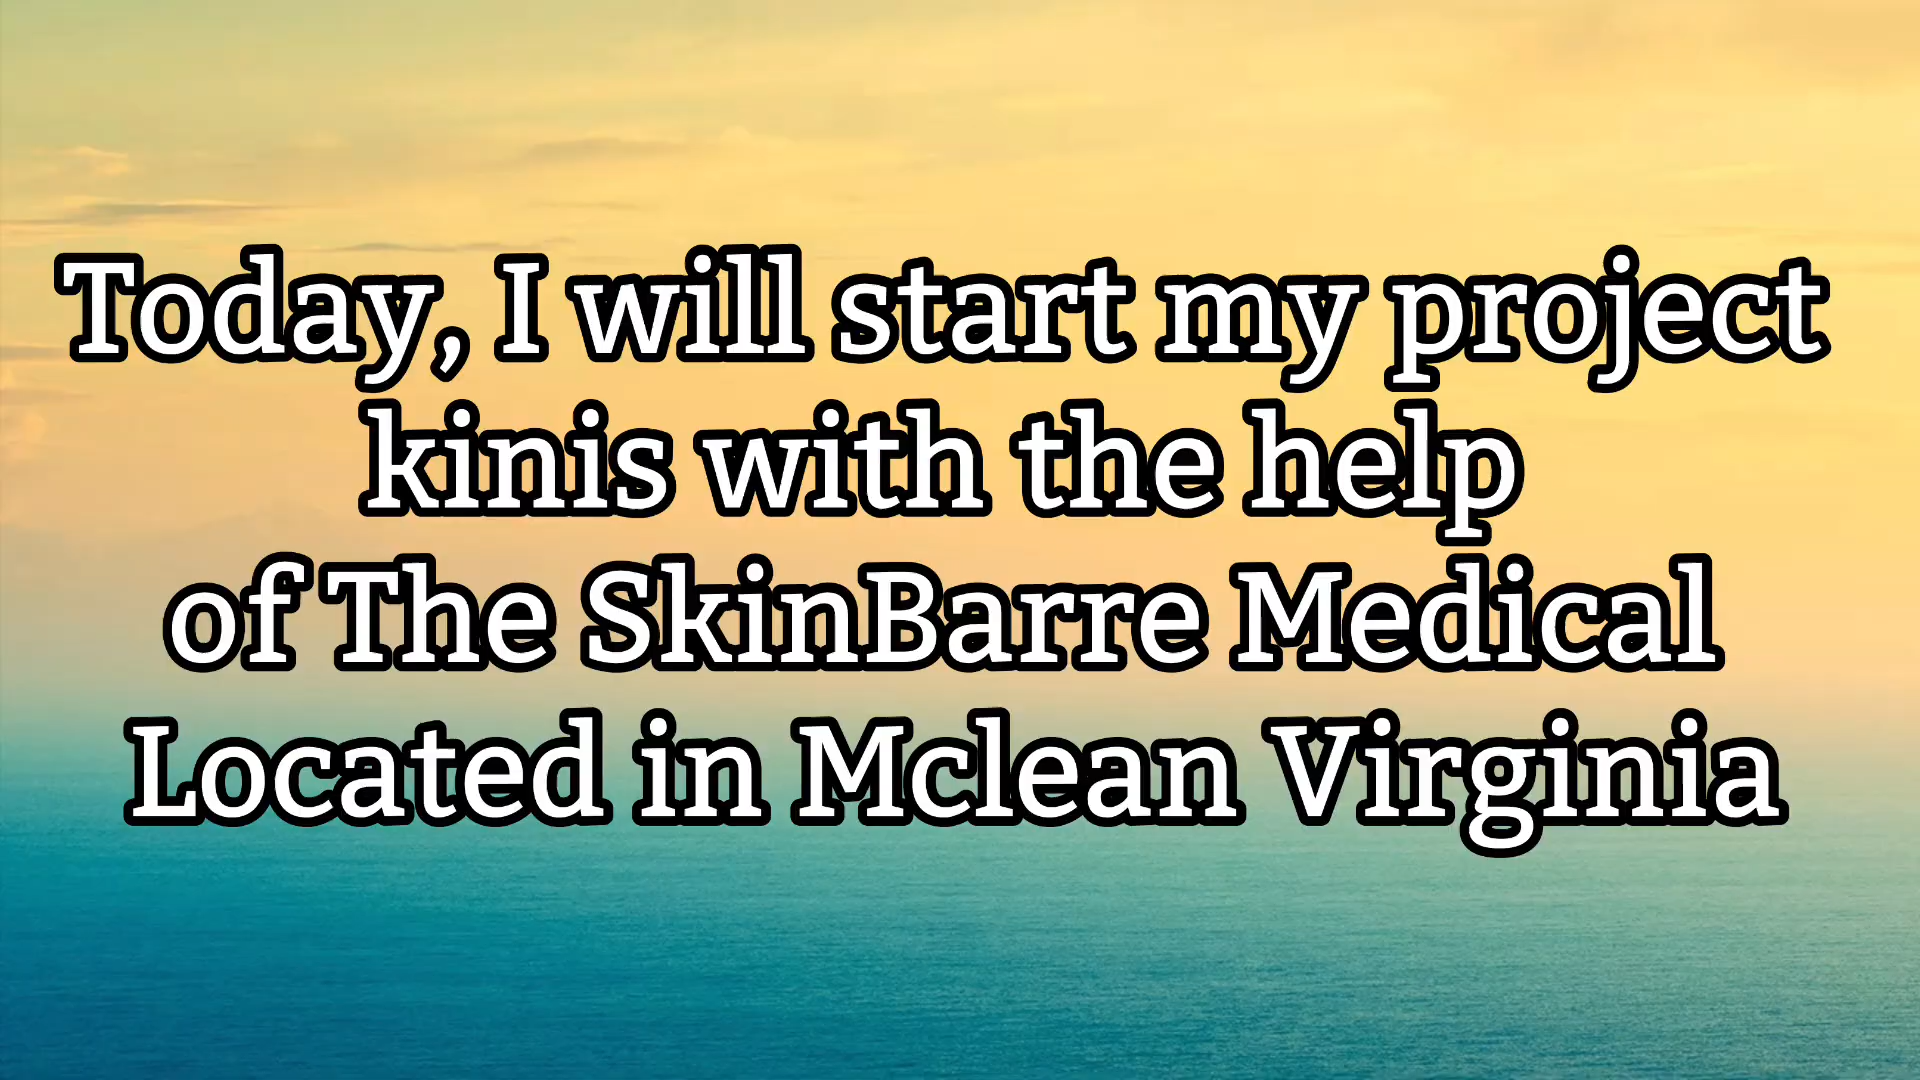 Today, I will start my project
kinis with the help
of The SkinBarre Medical
Located in Mclean Virginia